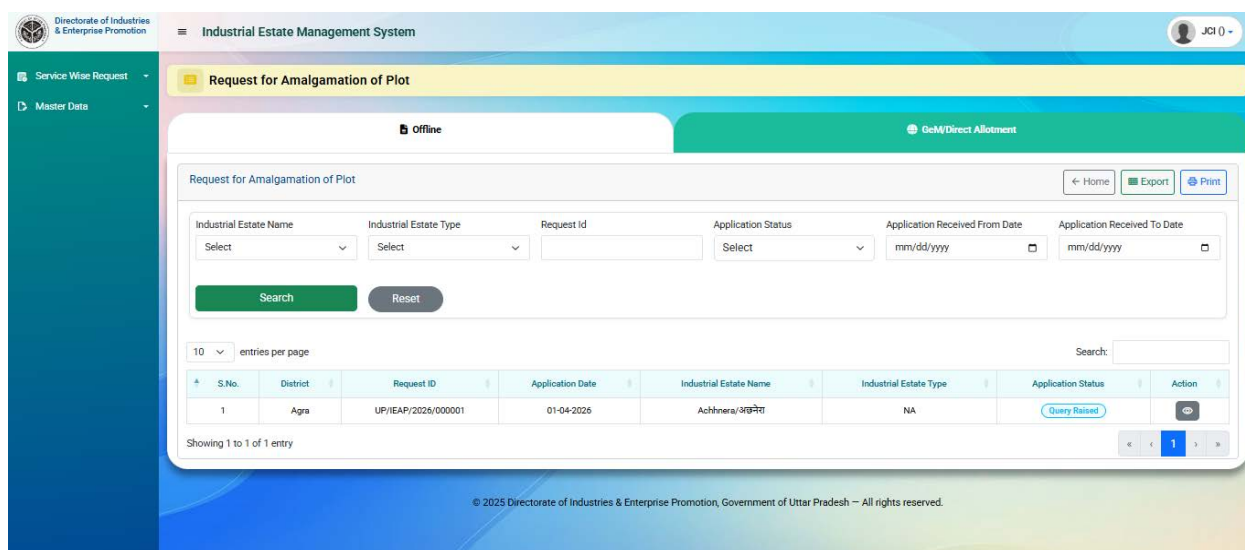 Directorate of Industries
& Enterprise Promotion
Industrial Estate Management System
JCI ()
Service Wise Request
Master Data
Request for Amalgamation of Plot
Offline
GeM/Direct Allotment
Request for Amalgamation of Plot
← Home Export Print
Industrial Estate Name Industrial Estate Type Request Id Application Status Application Received From Date Application Received To Date
Select Select Select mm/dd/yyyy mm/dd/yyyy
Search Reset
10 entries per page Search:
S.No. District Request ID Application Date Industrial Estate Name Industrial Estate Type Application Status Action
1 Agra UP/IEAP/2026/000001 01-04-2026 Achhnera/अछनेरा NA Query Raised
Showing 1 to 1 of 1 entry « ‹ 1 › »
© 2025 Directorate of Industries & Enterprise Promotion, Government of Uttar Pradesh — All rights reserved.